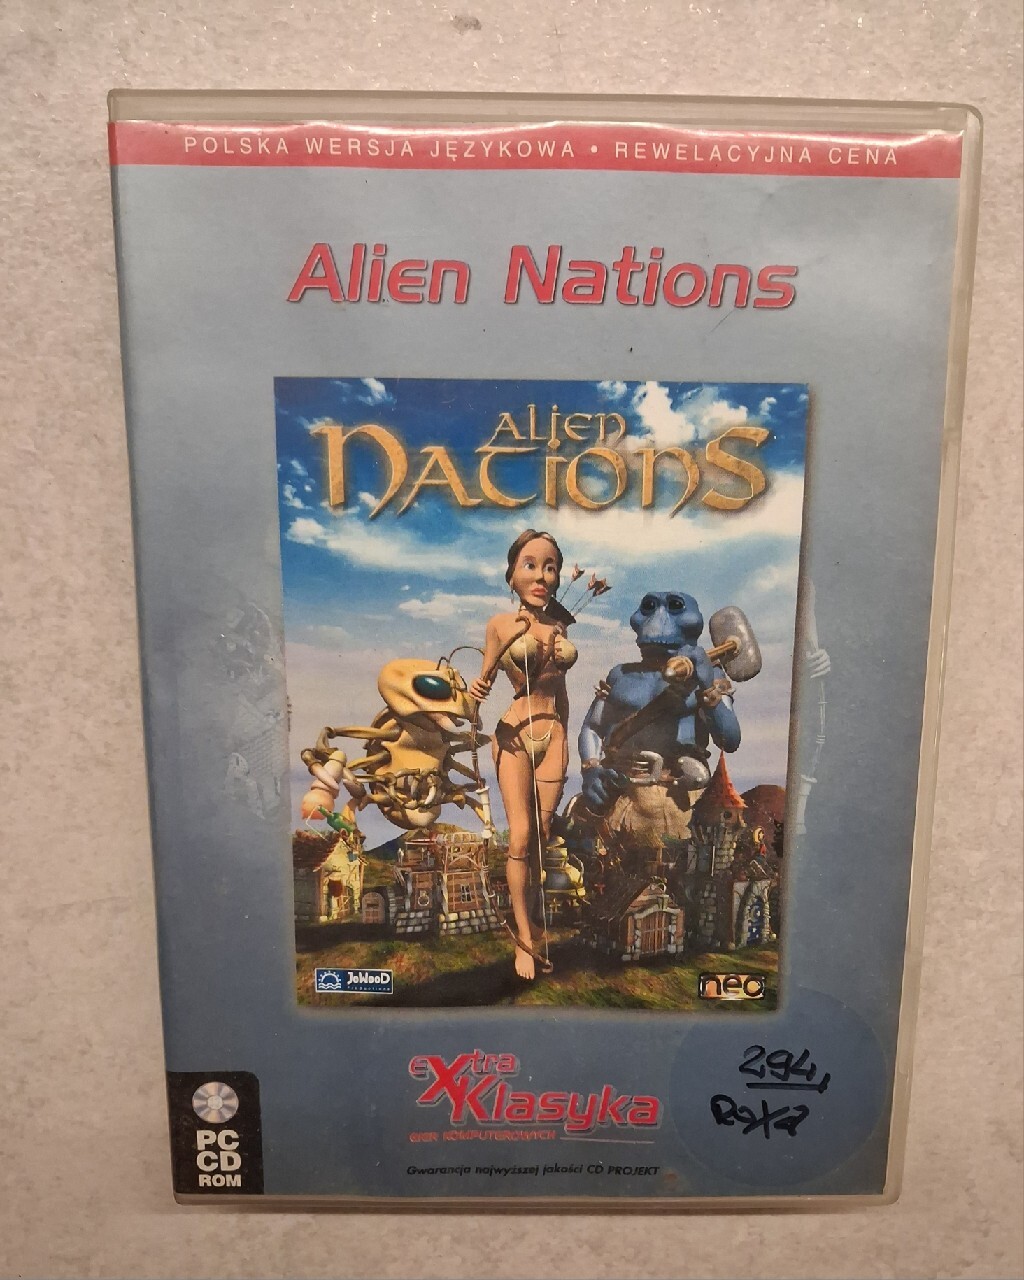 POLSKA WERSJA JĘZYKOWA • REWELACYJNA CENA
Alien Nations
ALIEN
NATIONS
JoWooD
Productions
neo
eXtra
Klasyka
GIER KOMPUTEROWYCH
294,
PC
CD
ROM
Gwarancja najwyższej jakości CD PROJEKT